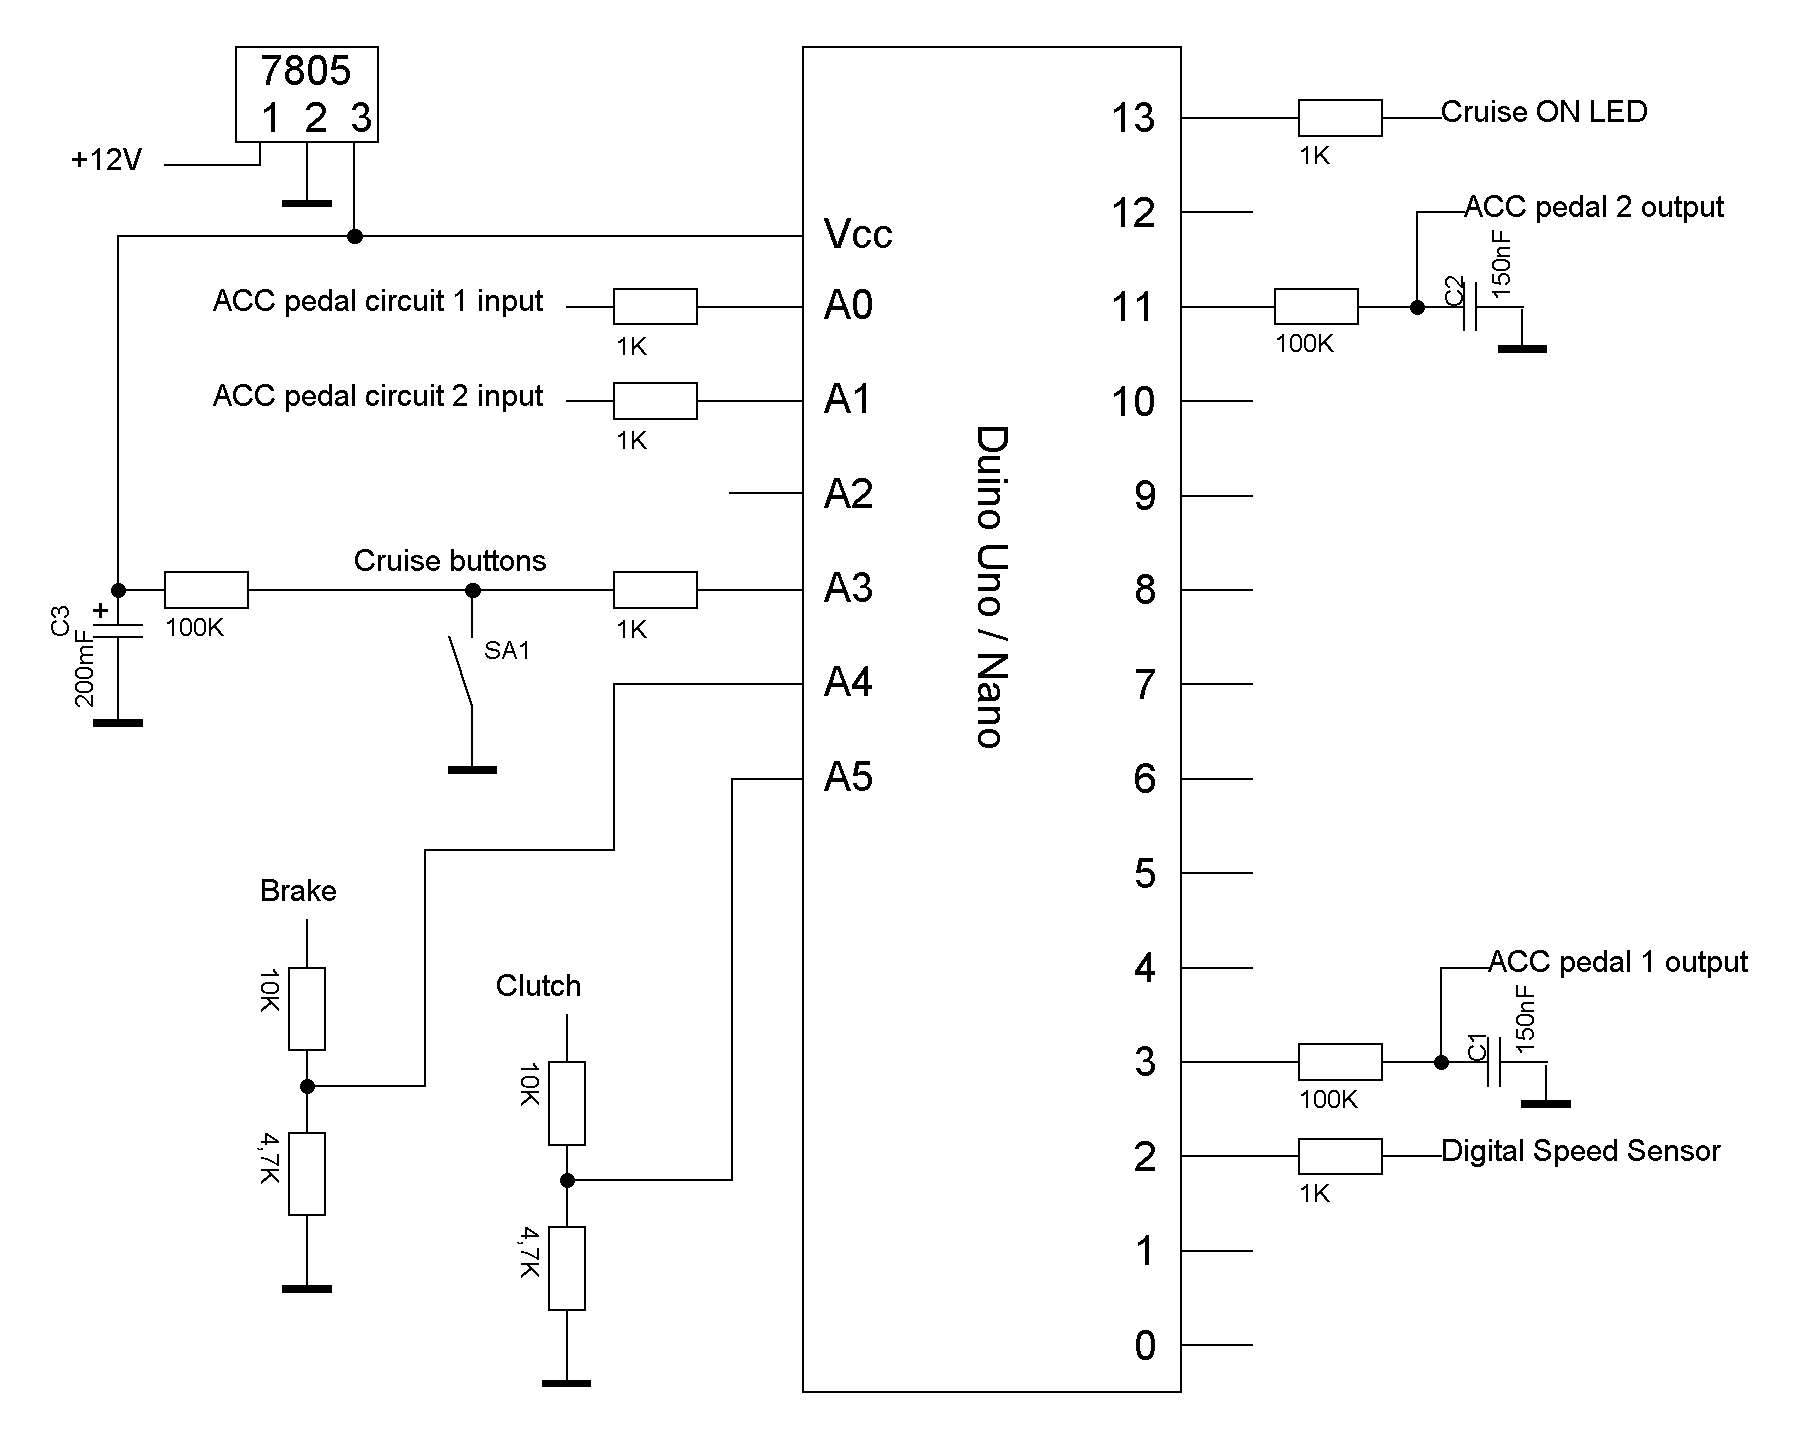 7805
1 2 3
+12V
Vcc
ACC pedal circuit 1 input
1K
A0
ACC pedal circuit 2 input
1K
A1
A2
Cruise buttons
100K
1K
A3
C3
+
200mF
SA1
A4
A5
Brake
10K
4,7K
Clutch
10K
4,7K
Duino Uno / Nano
13
1K
Cruise ON LED
12
ACC pedal 2 output
11
100K
C2
150nF
10
9
8
7
6
5
4
ACC pedal 1 output
3
100K
C1
150nF
2
1K
Digital Speed Sensor
1
0